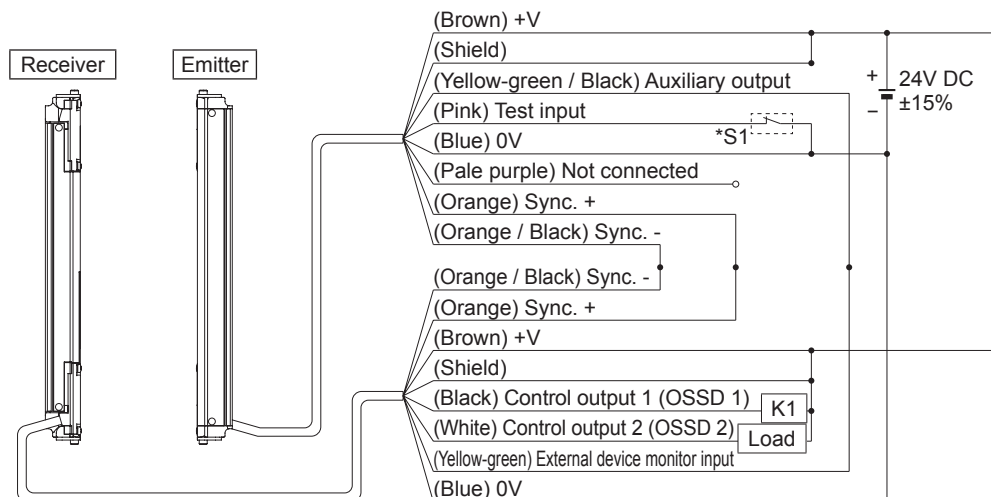 Receiver
Emitter
(Brown) +V
(Shield)
(Yellow-green / Black) Auxiliary output
(Pink) Test input
*S1
(Blue) 0V
(Pale purple) Not connected
(Orange) Sync. +
(Orange / Black) Sync. -
+
−
24V DC
±15%
(Orange / Black) Sync. -
(Orange) Sync. +
(Brown) +V
(Shield)
(Black) Control output 1 (OSSD 1)
K1
(White) Control output 2 (OSSD 2)
Load
(Yellow-green) External device monitor input
(Blue) 0V